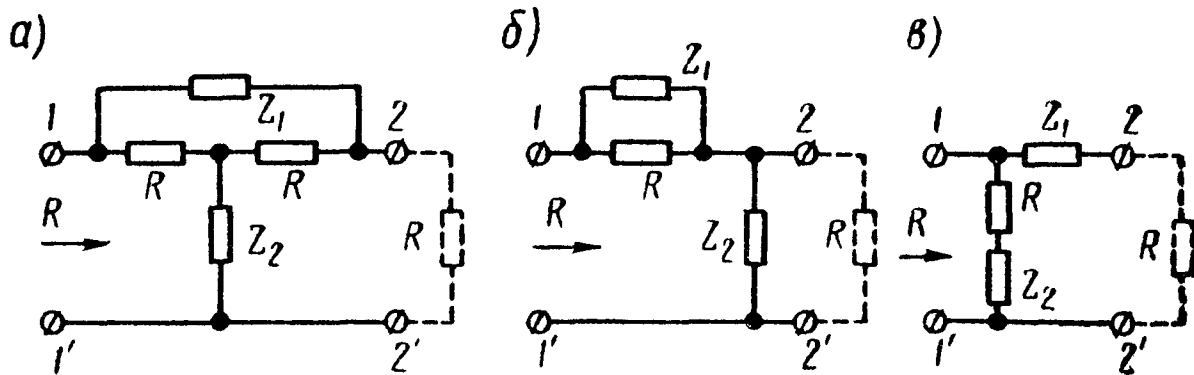 а) б) в)
Z₁ Z₁
1 2 1 2 1 Z₁ 2
R R R R
R Z₂ R R Z₂ R R Z₂ R
1′ 2′ 1′ 2′ 1′ 2′